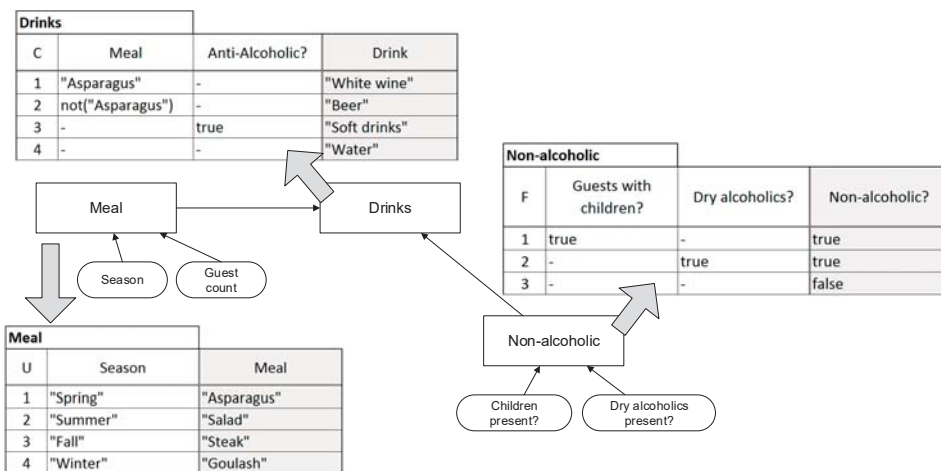 Drinks
C Meal Anti-Alcoholic? Drink
1 "Asparagus" - "White wine"
2 not("Asparagus") - "Beer"
3 - true "Soft drinks"
4 - - "Water"
Meal
Drinks
Season
Guest
count
Non-alcoholic
F Guests with
children? Dry alcoholics? Non-alcoholic?
1 true - true
2 - true true
3 - - false
Non-alcoholic
Children
present?
Dry alcoholics
present?
Meal
U Season Meal
1 "Spring" "Asparagus"
2 "Summer" "Salad"
3 "Fall" "Steak"
4 "Winter" "Goulash"